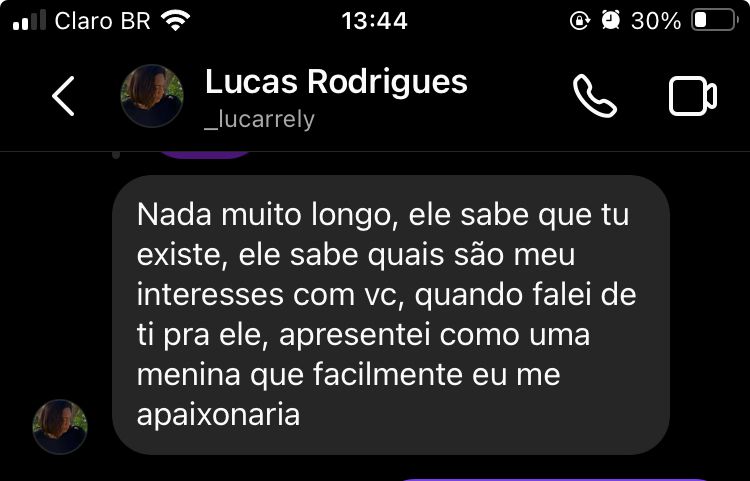 Claro BR 13:44 30%
Lucas Rodrigues
_lucarrely
Nada muito longo, ele sabe que tu
existe, ele sabe quais são meu
interesses com vc, quando falei de
ti pra ele, apresentei como uma
menina que facilmente eu me
apaixonaria